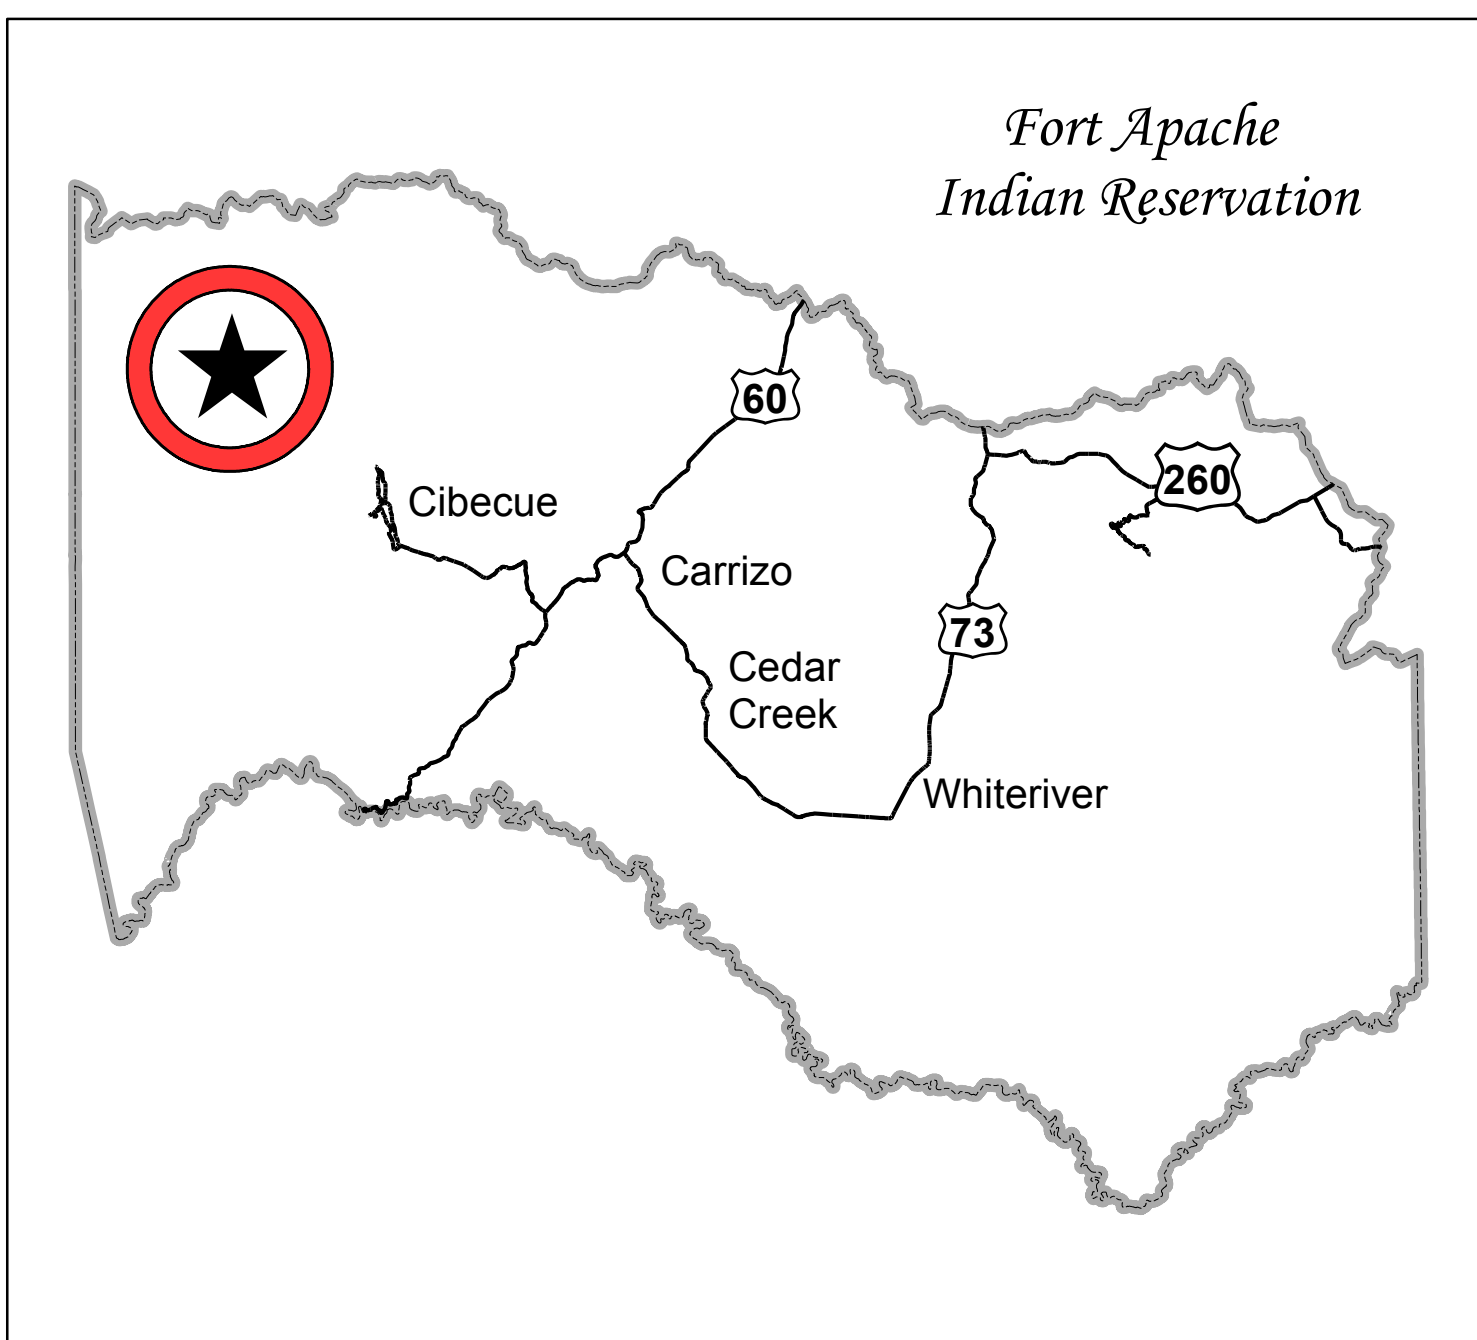 Fort Apache
Indian Reservation
60
260
Cibecue
Carrizo
73
Cedar
Creek
Whiteriver